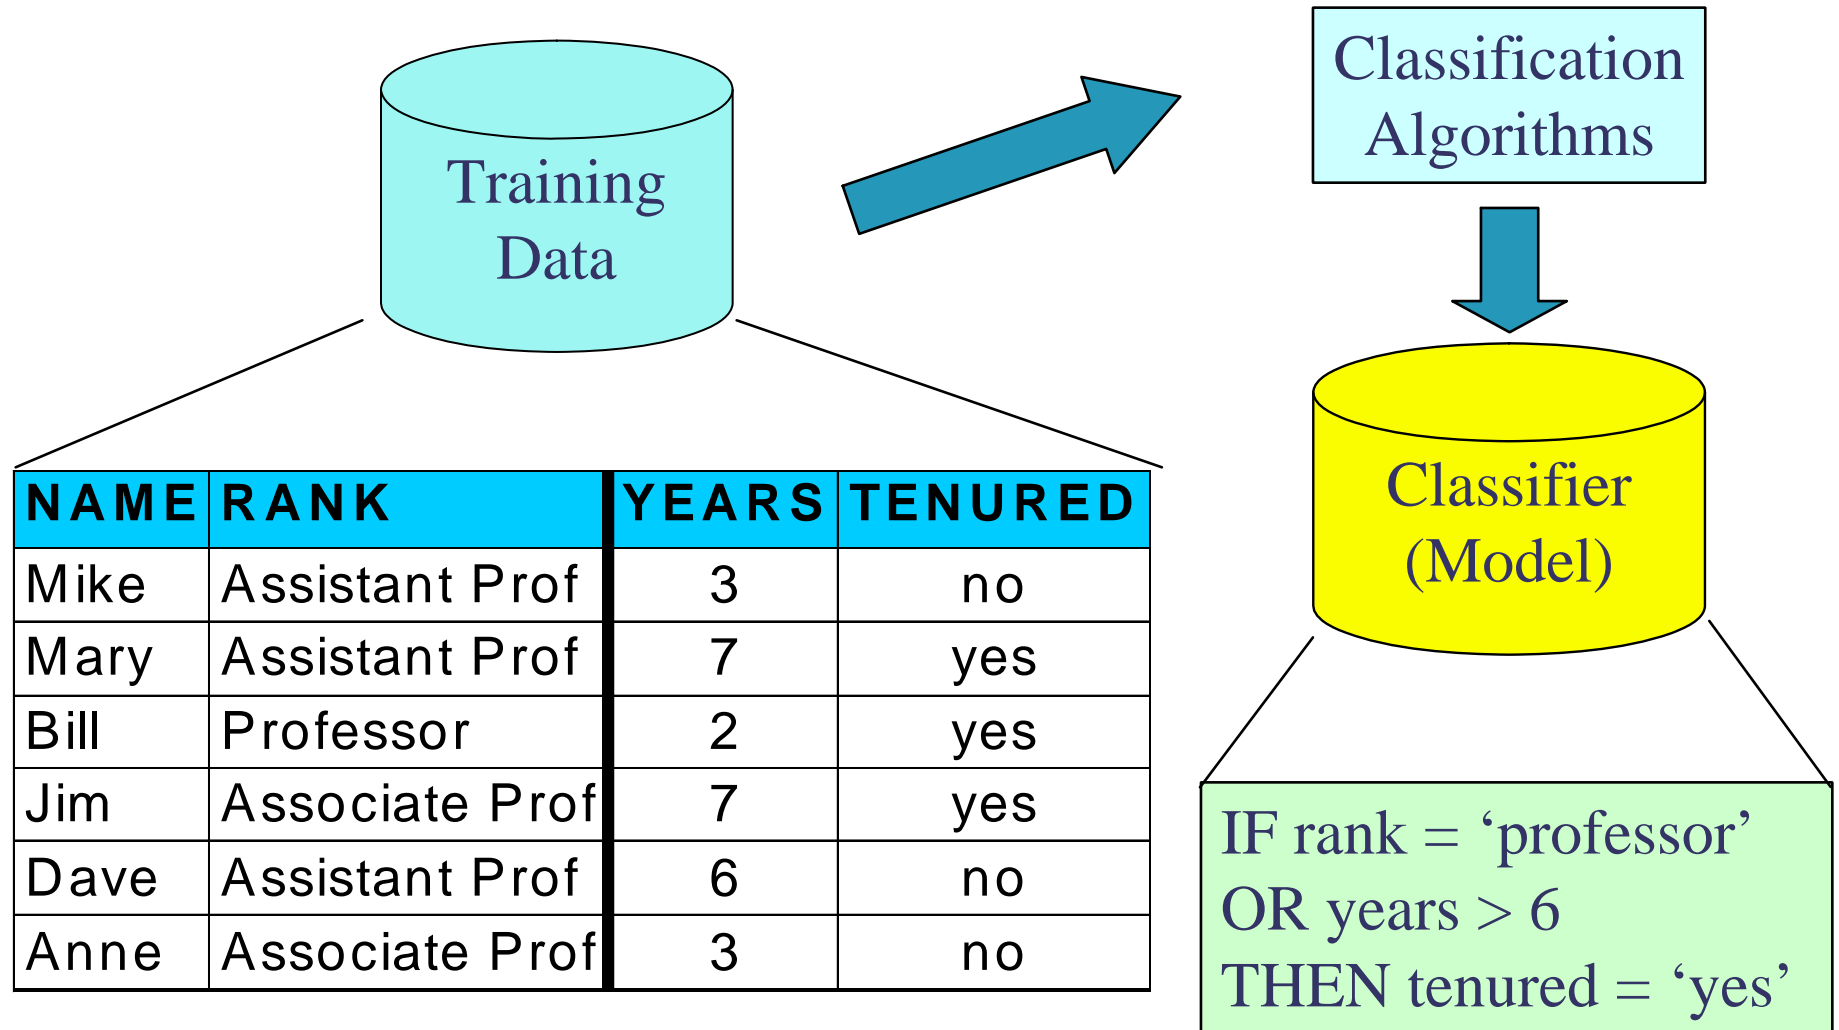 Training
Data
Classification
Algorithms
Classifier
(Model)
NAME RANK YEARS TENURED
Mike Assistant Prof 3 no
Mary Assistant Prof 7 yes
Bill Professor 2 yes
Jim Associate Prof 7 yes
Dave Assistant Prof 6 no
Anne Associate Prof 3 no
IF rank = ‘professor’
OR years > 6
THEN tenured = ‘yes’